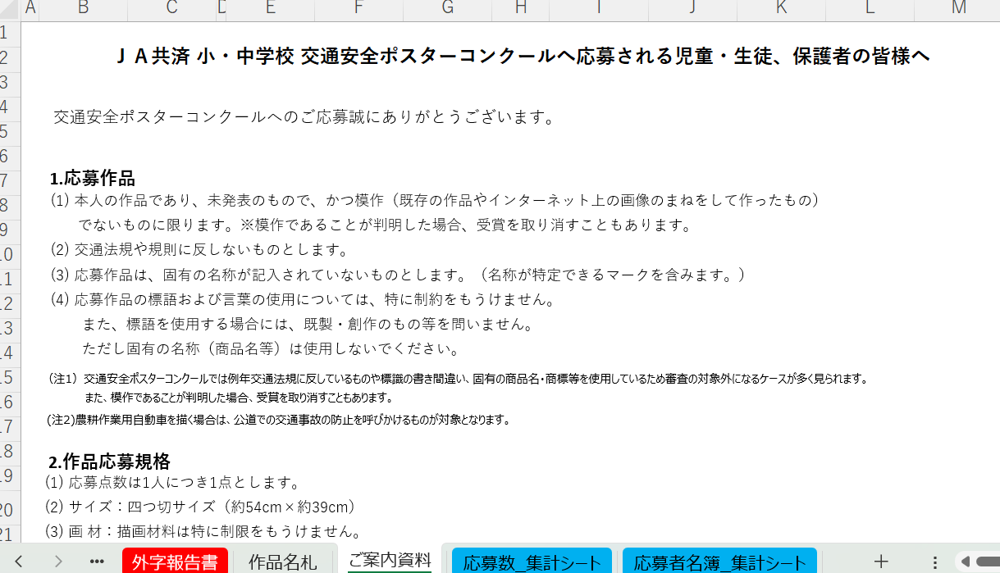 A B C D E F G H I J K L M
1
2 ＪＡ共済 小・中学校 交通安全ポスターコンクールへ応募される児童・生徒、保護者の皆様へ
3
4 交通安全ポスターコンクールへのご応募誠にありがとうございます。
5
6
7 1.応募作品
8 (1) 本人の作品であり、未発表のもので、かつ模作（既存の作品やインターネット上の画像のまねをして作ったもの）
9 でないものに限ります。※模作であることが判明した場合、受賞を取り消すこともあります。
10 (2) 交通法規や規則に反しないものとします。
11 (3) 応募作品は、固有の名称が記入されていないものとします。（名称が特定できるマークを含みます。）
12 (4) 応募作品の標語および言葉の使用については、特に制約をもうけません。
13 また、標語を使用する場合には、既製・創作のもの等を問いません。
14 ただし固有の名称（商品名等）は使用しないでください。
15 （注1） 交通安全ポスターコンクールでは例年交通法規に反しているものや標識の書き間違い、固有の商品名・商標等を使用しているため審査の対象外になるケースが多く見られます。
16 また、模作であることが判明した場合、受賞を取り消すこともあります。
17 (注2)農耕作業用自動車を描く場合は、公道での交通事故の防止を呼びかけるものが対象となります。
18 2.作品応募規格
19 (1) 応募点数は1人につき1点とします。
20 (2) サイズ：四つ切サイズ（約54cm×約39cm）
21 (3) 画 材：描画材料は特に制限をもうけません。
外字報告書 作品名札 ご案内資料 応募数_集計シート 応募者名簿_集計シート